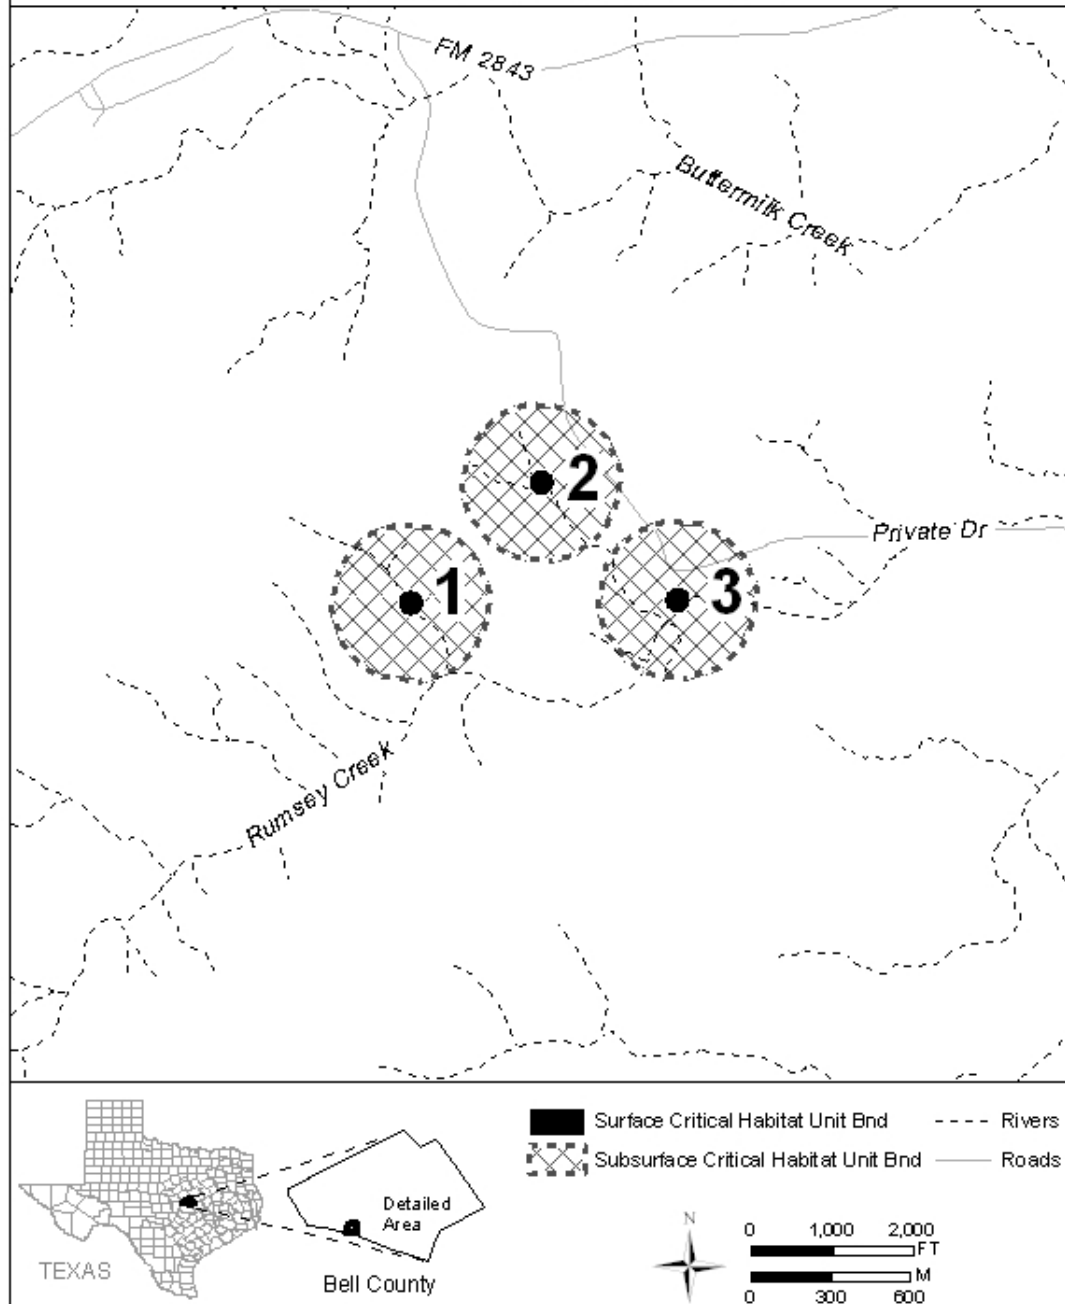 FM 2843
Buttermilk Creek
2
Private Dr
1
3
Rumsey Creek
Surface Critical Habitat Unit Bnd
Rivers
Subsurface Critical Habitat Unit Bnd
Roads
Detailed
Area
TEXAS
Bell County
N
0 1,000 2,000
FT
M
0 300 600